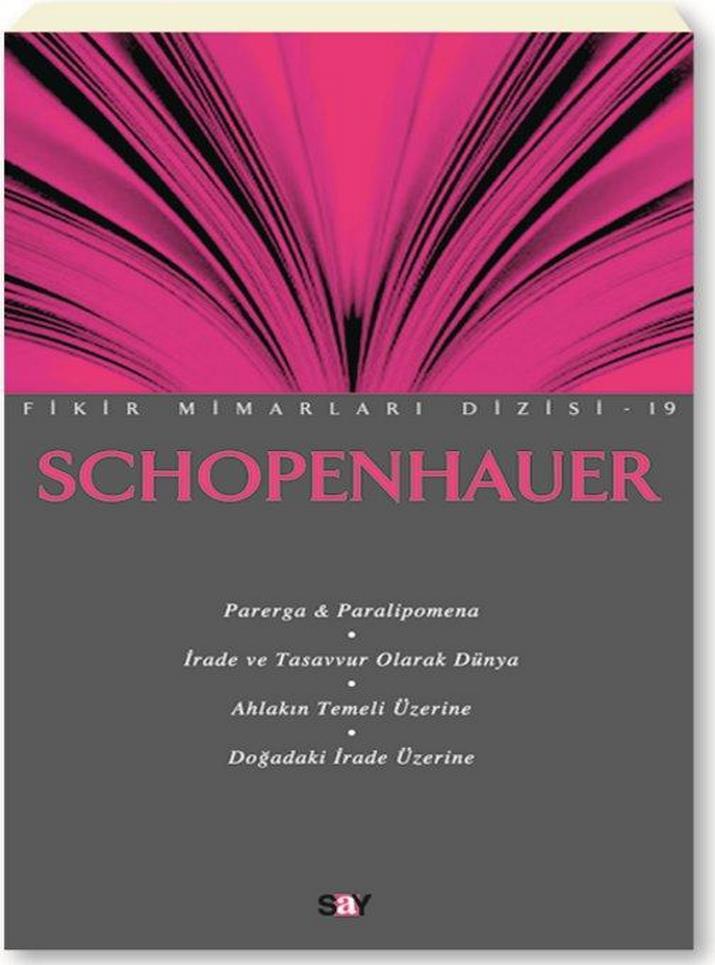 FİKİR MİMARLARI DİZİSİ - 19
SCHOPENHAUER
Parerga & Paralipomena
•
İrade ve Tasavvur Olarak Dünya
•
Ahlakın Temeli Üzerine
•
Doğadaki İrade Üzerine
SaY